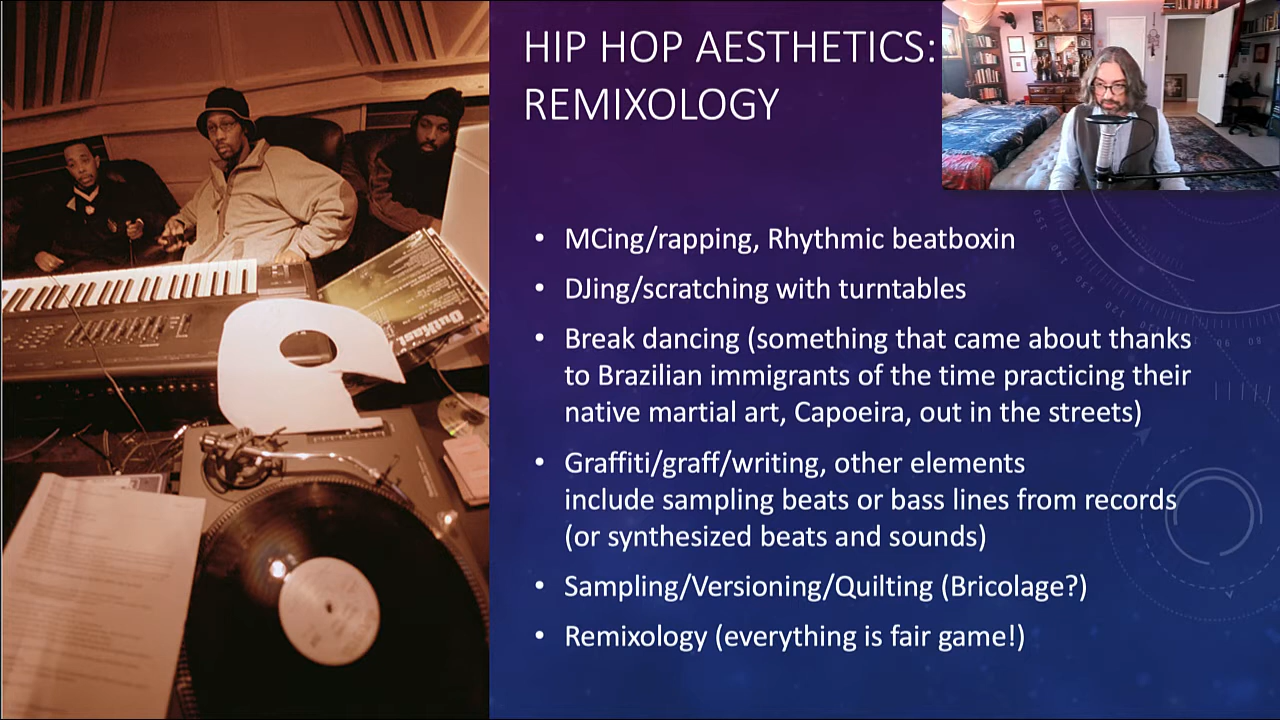 HIP HOP AESTHETICS:
REMIXOLOGY
• MCing/rapping, Rhythmic beatboxin
• DJing/scratching with turntables
• Break dancing (something that came about thanks
to Brazilian immigrants of the time practicing their
native martial art, Capoeira, out in the streets)
• Graffiti/graff/writing, other elements
include sampling beats or bass lines from records
(or synthesized beats and sounds)
• Sampling/Versioning/Quilting (Bricolage?)
• Remixology (everything is fair game!)
OutKast